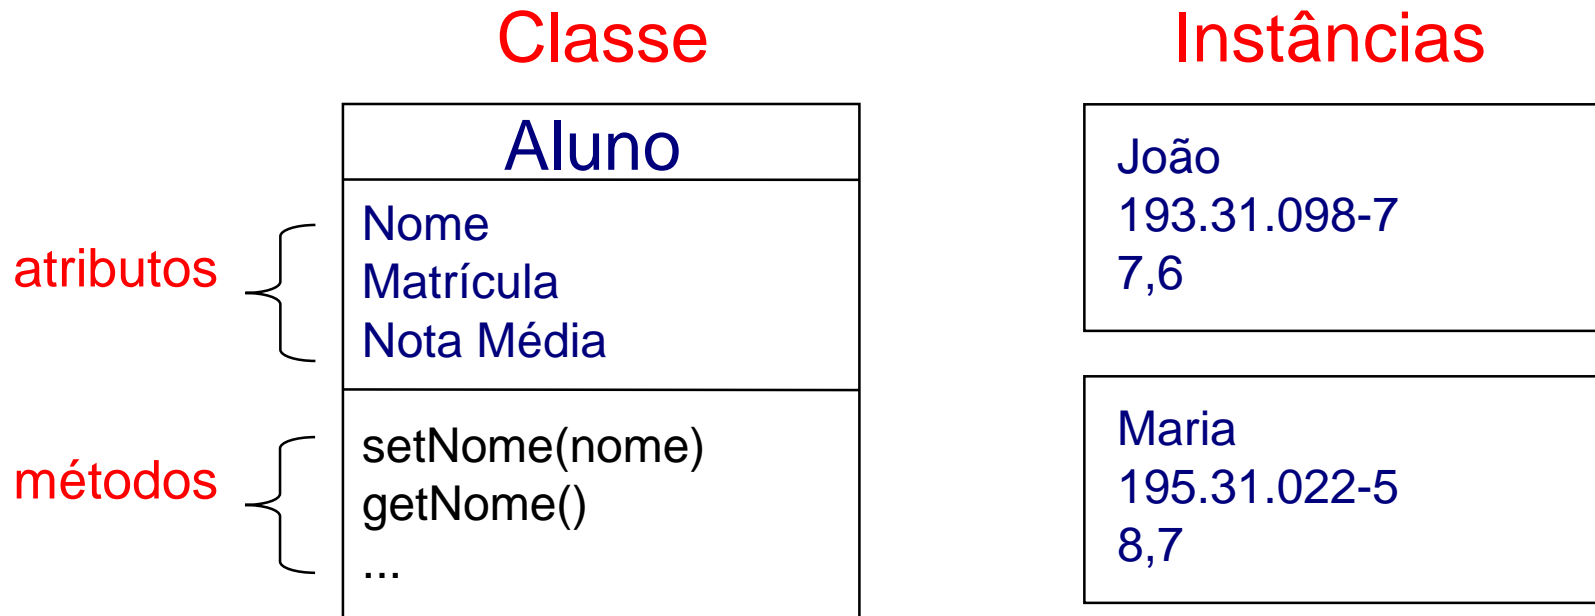 Classe
Instâncias
Aluno
atributos
Nome
Matrícula
Nota Média
métodos
setNome(nome)
getNome()
...
João
193.31.098-7
7,6
Maria
195.31.022-5
8,7